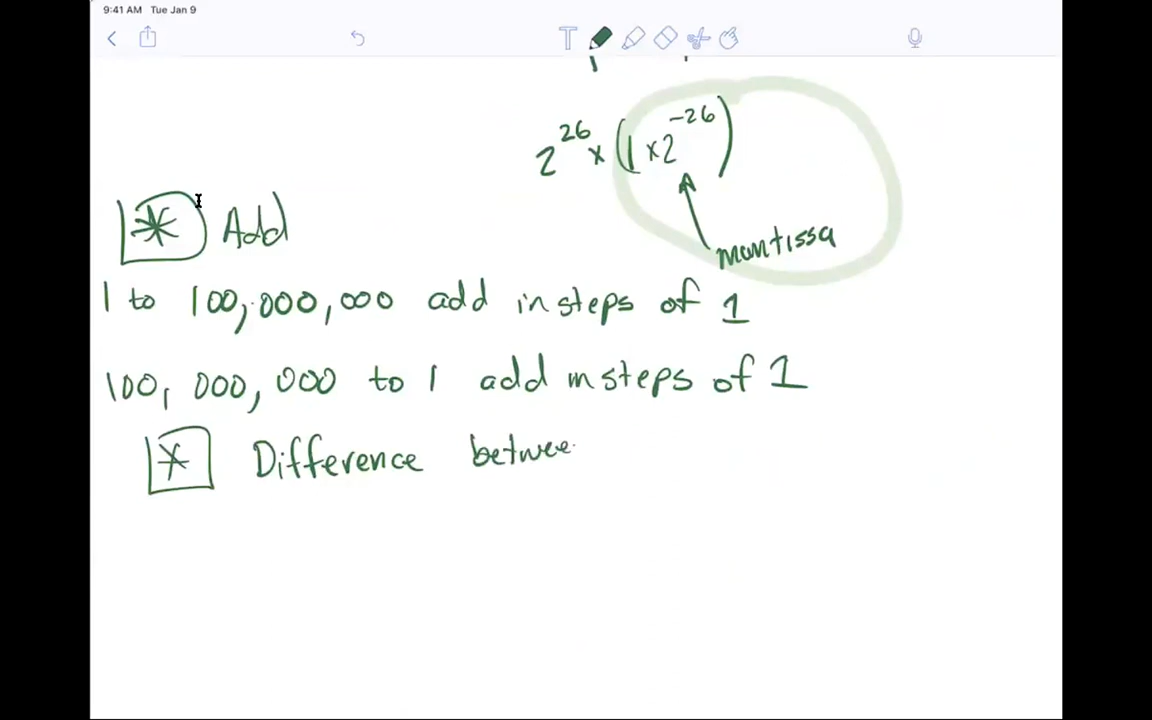 9:41 AM Tue Jan 9
T
2^26 × (1 × 2^-26)
mantissa
* Add
1 to 100,000,000 add in steps of 1
100,000,000 to 1 add in steps of 1
* Difference betwee